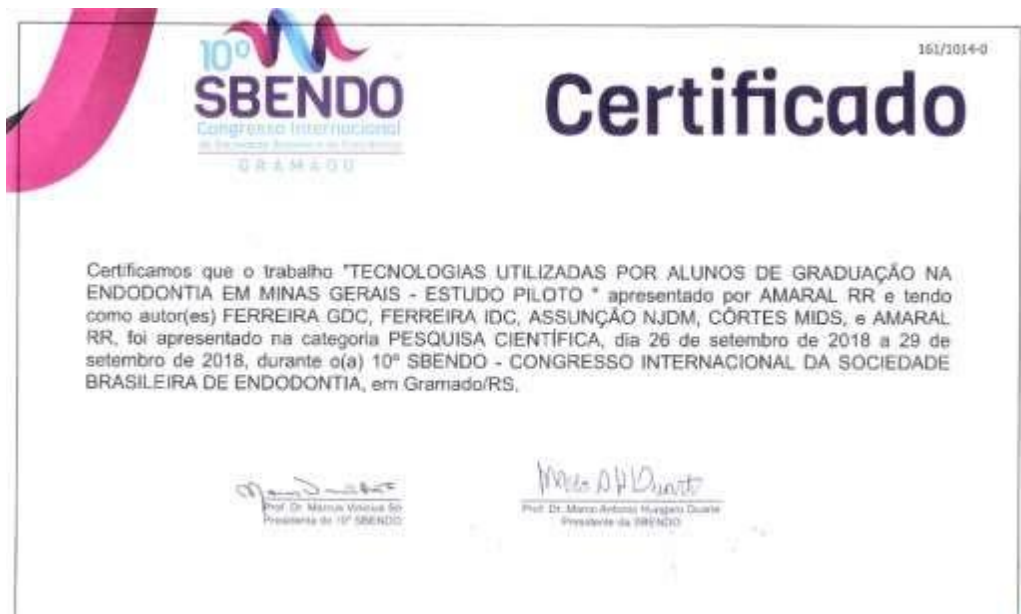 161/1014-0
10º
SBENDO
Congresso Internacional
GRAMADO
Certificado
Certificamos que o trabalho "TECNOLOGIAS UTILIZADAS POR ALUNOS DE GRADUAÇÃO NA
ENDODONTIA EM MINAS GERAIS - ESTUDO PILOTO " apresentado por AMARAL RR e tendo
como autor(es) FERREIRA GDC, FERREIRA IDC, ASSUNÇÃO NJDM, CÔRTES MIDS, e AMARAL
RR, foi apresentado na categoria PESQUISA CIENTÍFICA, dia 26 de setembro de 2018 a 29 de
setembro de 2018, durante o(a) 10º SBENDO - CONGRESSO INTERNACIONAL DA SOCIEDADE
BRASILEIRA DE ENDODONTIA, em Gramado/RS.
Prof. Dr. Marcus Vinicius Só
Presidente do 10º SBENDO
Prof. Dr. Marco Antonio Hungaro Duarte
Presidente da SBENDO